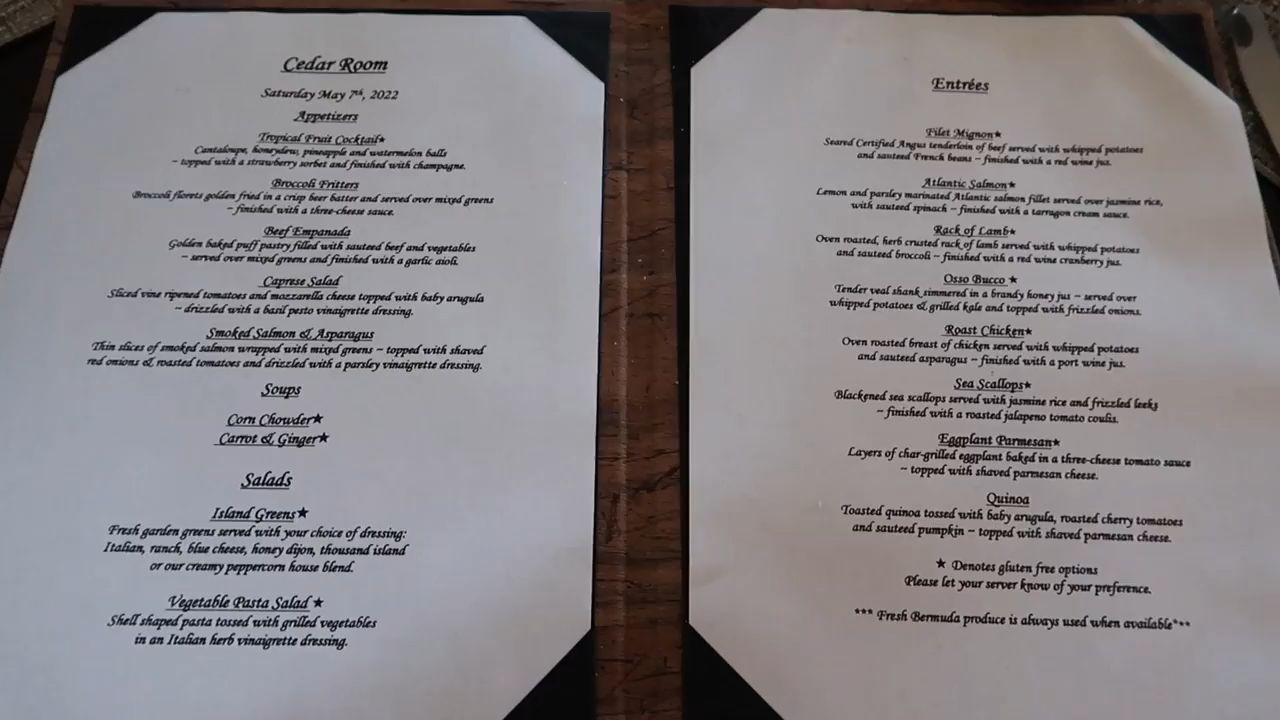 Cedar Room
Saturday May 7th, 2022
Appetizers
Tropical Fruit Cocktail★
Cantaloupe, honeydew, pineapple and watermelon balls
~ topped with a strawberry sorbet and finished with champagne.
Broccoli Fritters
Broccoli florets golden fried in a crisp beer batter and served over mixed greens
~ finished with a three-cheese sauce.
Beef Empanada
Golden baked puff pastry filled with sauteed beef and vegetables
~ served over mixed greens and finished with a garlic aioli.
Caprese Salad
Sliced vine ripened tomatoes and mozzarella cheese topped with baby arugula
~ drizzled with a basil pesto vinaigrette dressing.
Smoked Salmon & Asparagus
Thin slices of smoked salmon wrapped with mixed greens ~ topped with shaved
red onions & roasted tomatoes and drizzled with a parsley vinaigrette dressing.
Soups
Corn Chowder★
Carrot & Ginger★
Salads
Island Greens★
Fresh garden greens served with your choice of dressing:
Italian, ranch, blue cheese, honey dijon, thousand island
or our creamy peppercorn house blend.
Vegetable Pasta Salad ★
Shell shaped pasta tossed with grilled vegetables
in an Italian herb vinaigrette dressing.
Entrées
Filet Mignon★
Seared Certified Angus tenderloin of beef served with whipped potatoes
and sauteed French beans ~ finished with a red wine jus.
Atlantic Salmon★
Lemon and parsley marinated Atlantic salmon fillet served over jasmine rice,
with sauteed spinach ~ finished with a tarragon cream sauce.
Rack of Lamb★
Oven roasted, herb crusted rack of lamb served with whipped potatoes
and sauteed broccoli ~ finished with a red wine cranberry jus.
Osso Bucco ★
Tender veal shank simmered in a brandy honey jus ~ served over
whipped potatoes & grilled kale and topped with frizzled onions.
Roast Chicken★
Oven roasted breast of chicken served with whipped potatoes
and sauteed asparagus ~ finished with a port wine jus.
Sea Scallops★
Blackened sea scallops served with jasmine rice and frizzled leeks
~ finished with a roasted jalapeno tomato coulis.
Eggplant Parmesan★
Layers of char-grilled eggplant baked in a three-cheese tomato sauce
~ topped with shaved parmesan cheese.
Quinoa
Toasted quinoa tossed with baby arugula, roasted cherry tomatoes
and sauteed pumpkin ~ topped with shaved parmesan cheese.
★ Denotes gluten free options
Please let your server know of your preference.
*** Fresh Bermuda produce is always used when available***